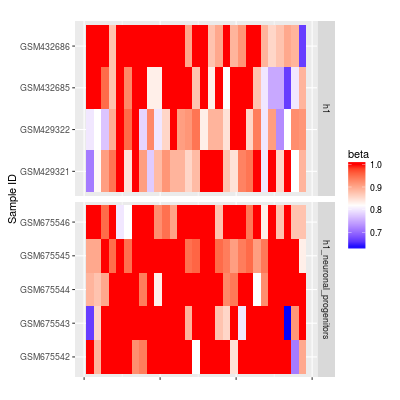 GSM432686
GSM432685
GSM429322
GSM429321
h1
GSM675546
GSM675545
GSM675544
GSM675543
GSM675542
h1_neuronal_progenitors
Sample ID
beta
1.0
0.9
0.8
0.7